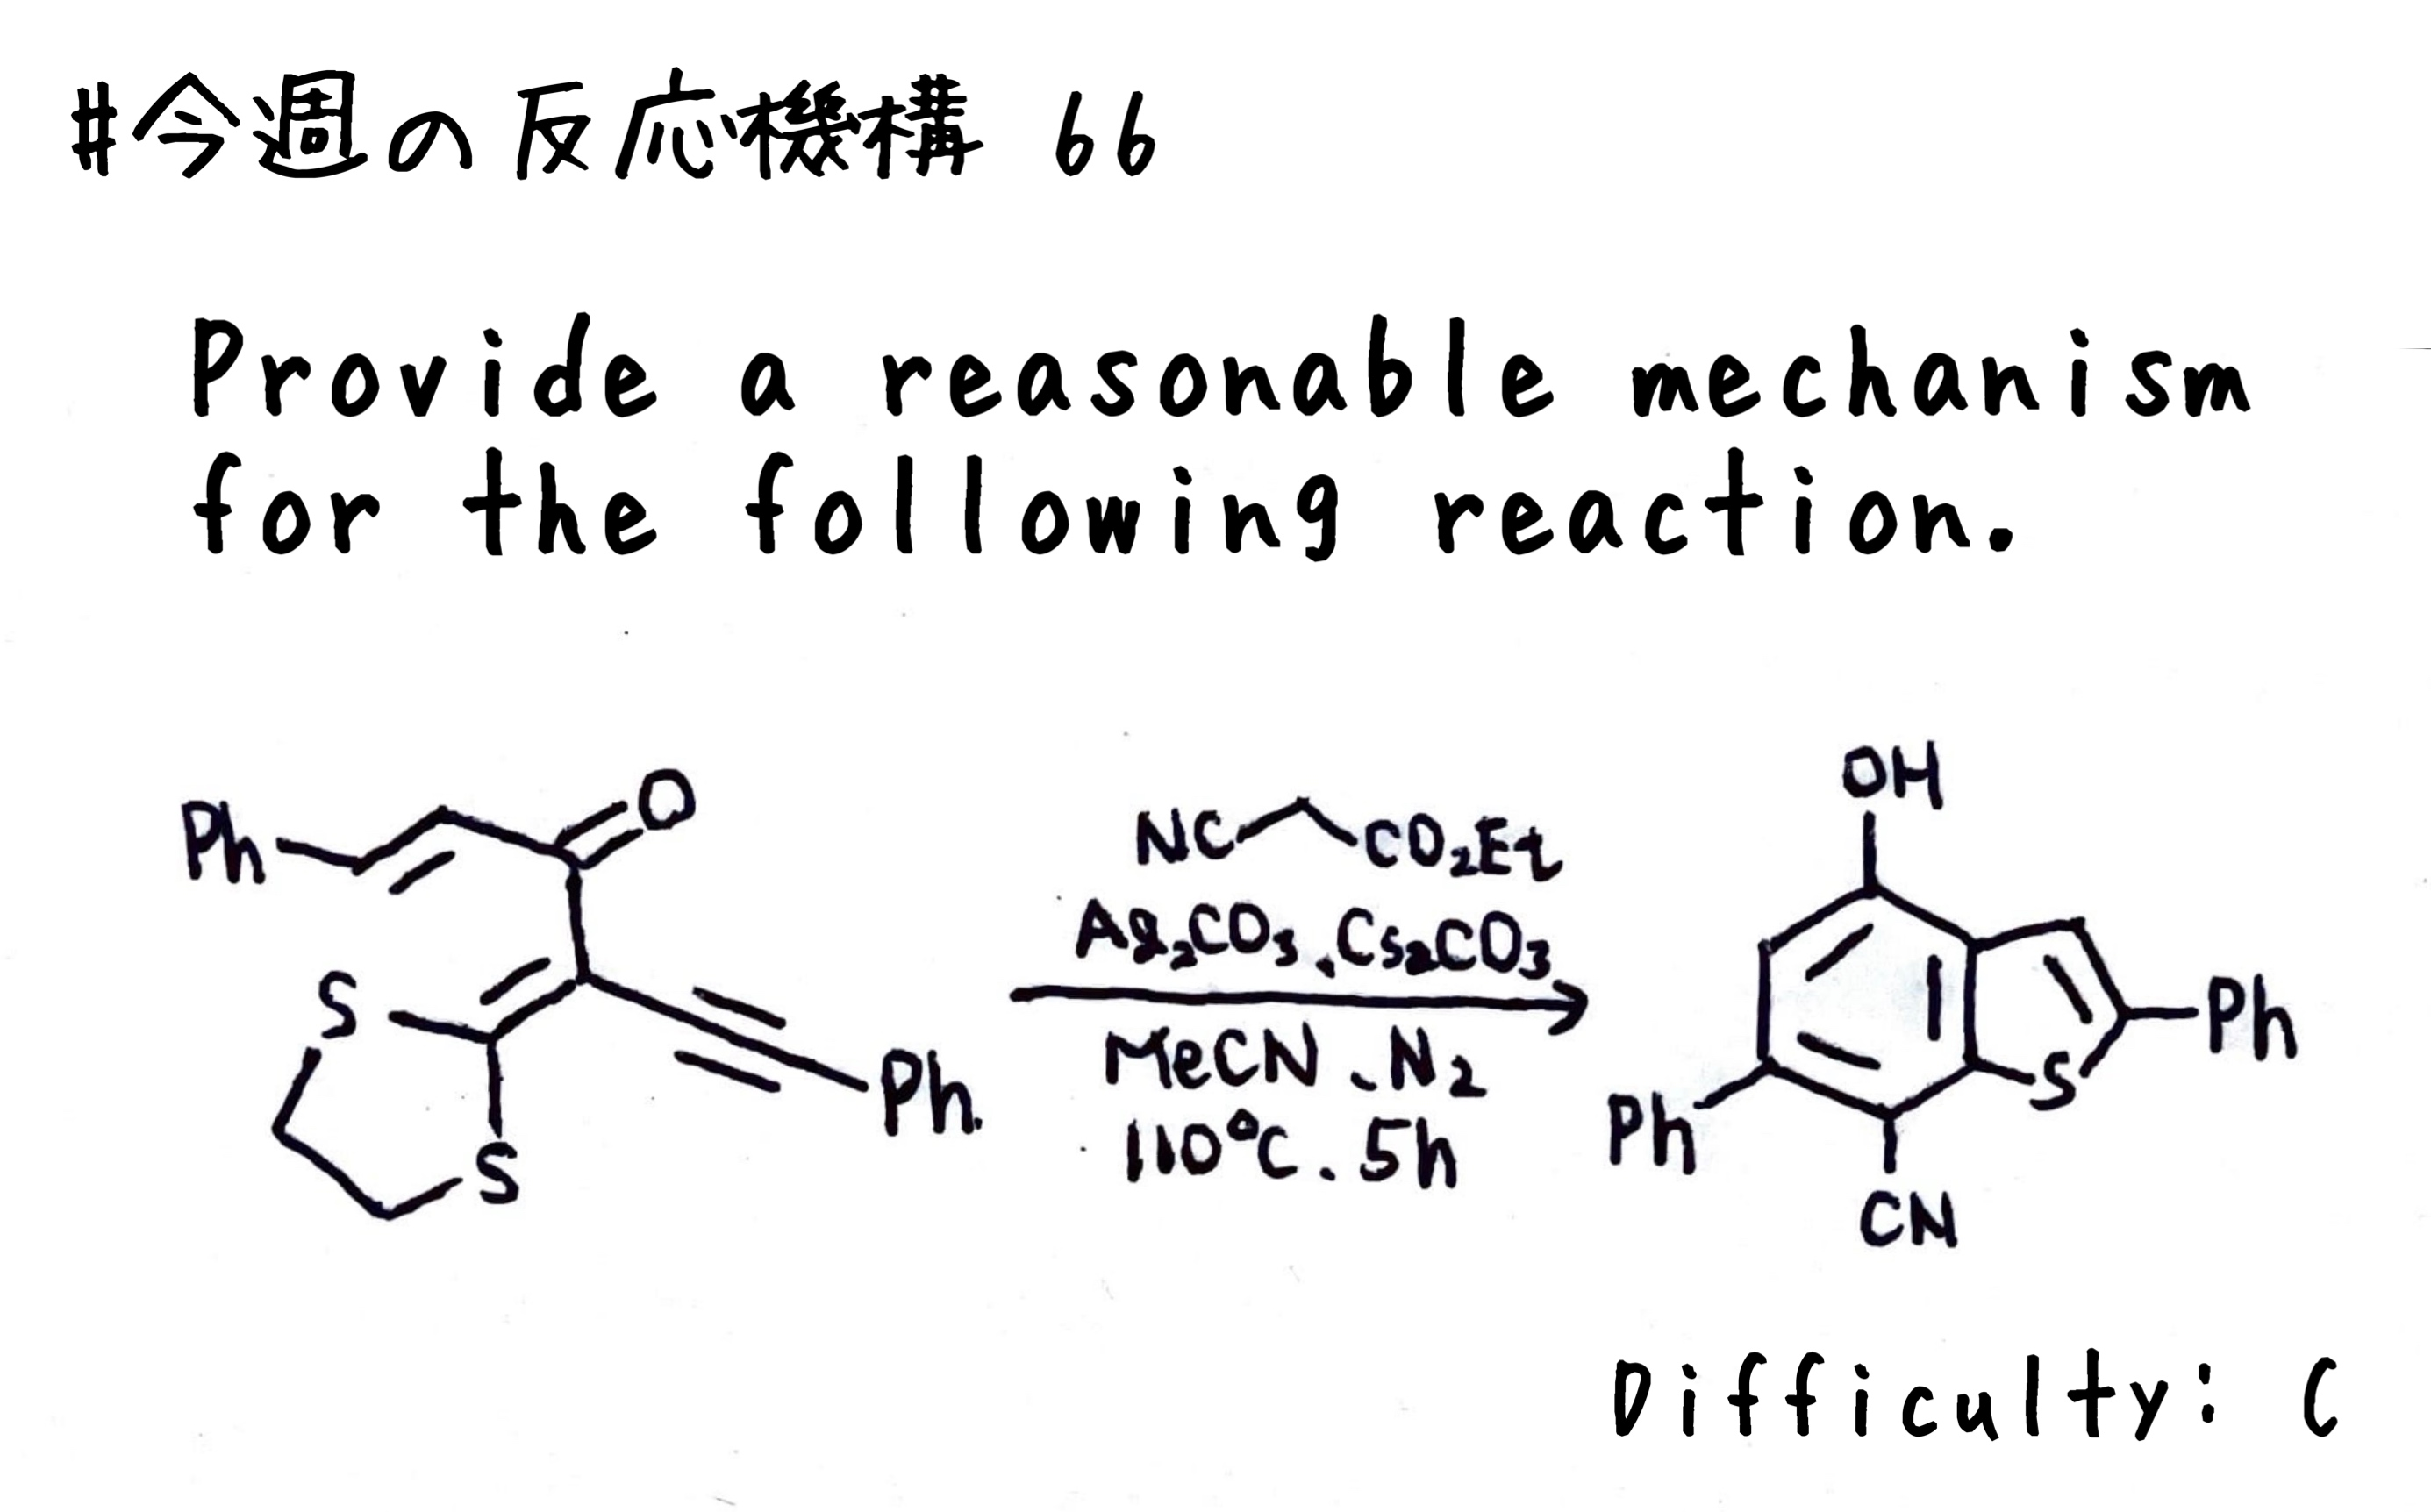 #今週の反応機構 66
Provide a reasonable mechanism
for the following reaction.
Ph
O
S
S
Ph.
NC CO₂Et
Ag₂CO₃、Cs₂CO₃
MeCN、N₂
110°C. 5h
OH
Ph
S
Ph
CN
Difficulty: C